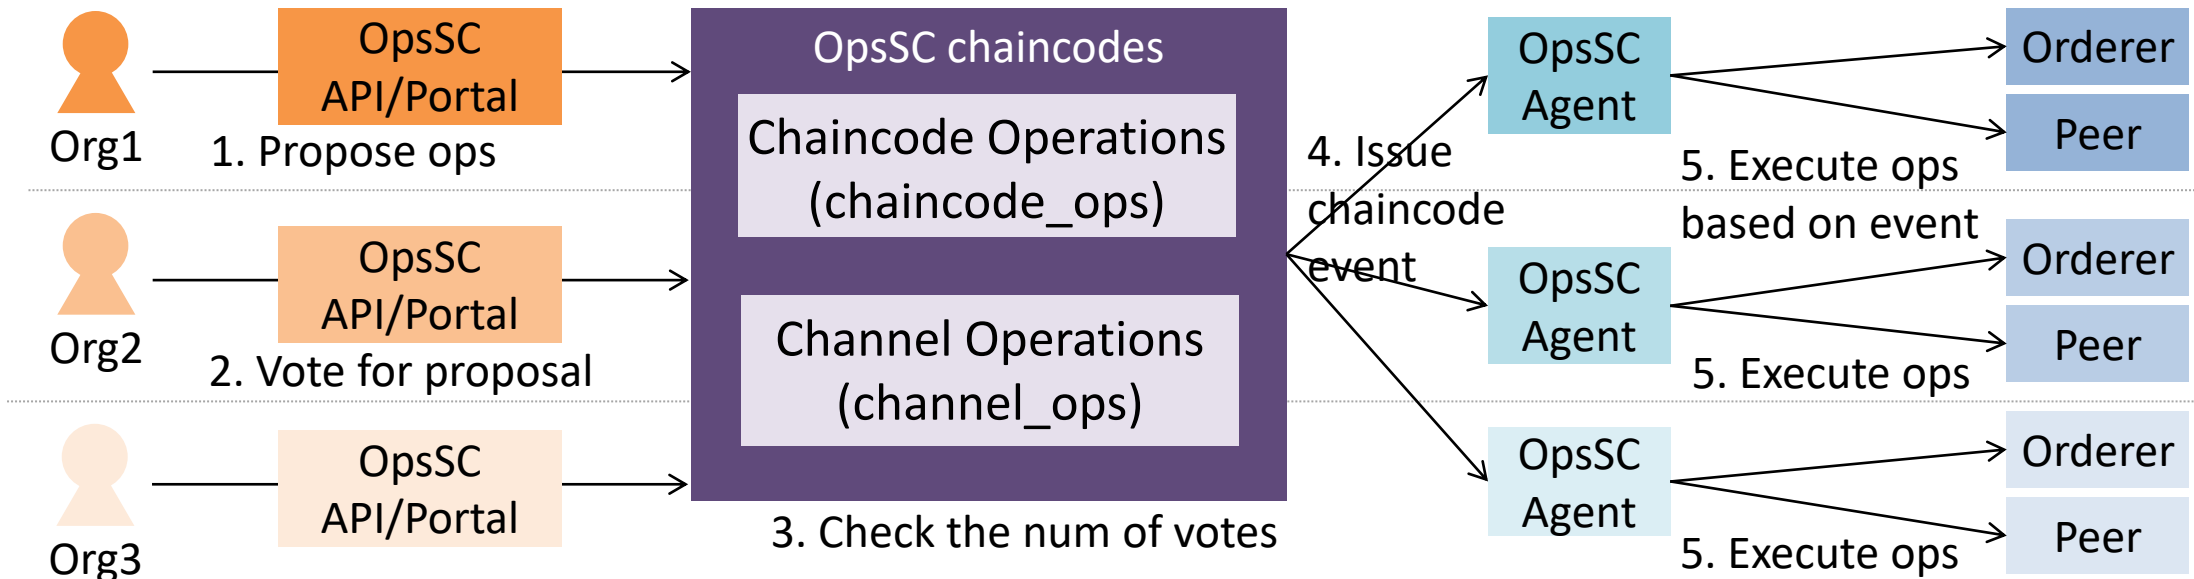 Org1
OpsSC
API/Portal
1. Propose ops
Org2
OpsSC
API/Portal
2. Vote for proposal
Org3
OpsSC
API/Portal
OpsSC chaincodes
Chaincode Operations
(chaincode_ops)
Channel Operations
(channel_ops)
3. Check the num of votes
4. Issue
chaincode
event
OpsSC
Agent
5. Execute ops
based on event
Orderer
Peer
OpsSC
Agent
5. Execute ops
Orderer
Peer
OpsSC
Agent
5. Execute ops
Orderer
Peer